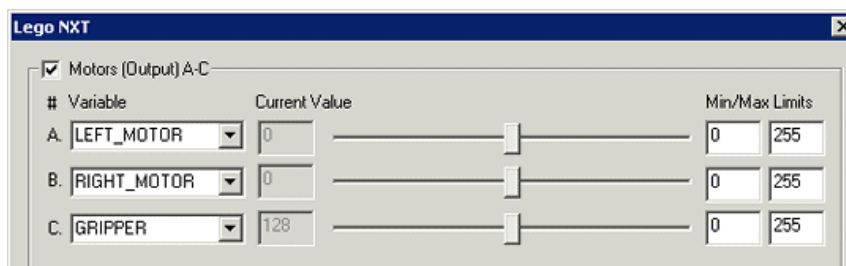 Lego NXT
Motors (Output) A-C
# Variable Current Value Min/Max Limits
A. LEFT_MOTOR 0 0 255
B. RIGHT_MOTOR 0 0 255
C. GRIPPER 128 0 255